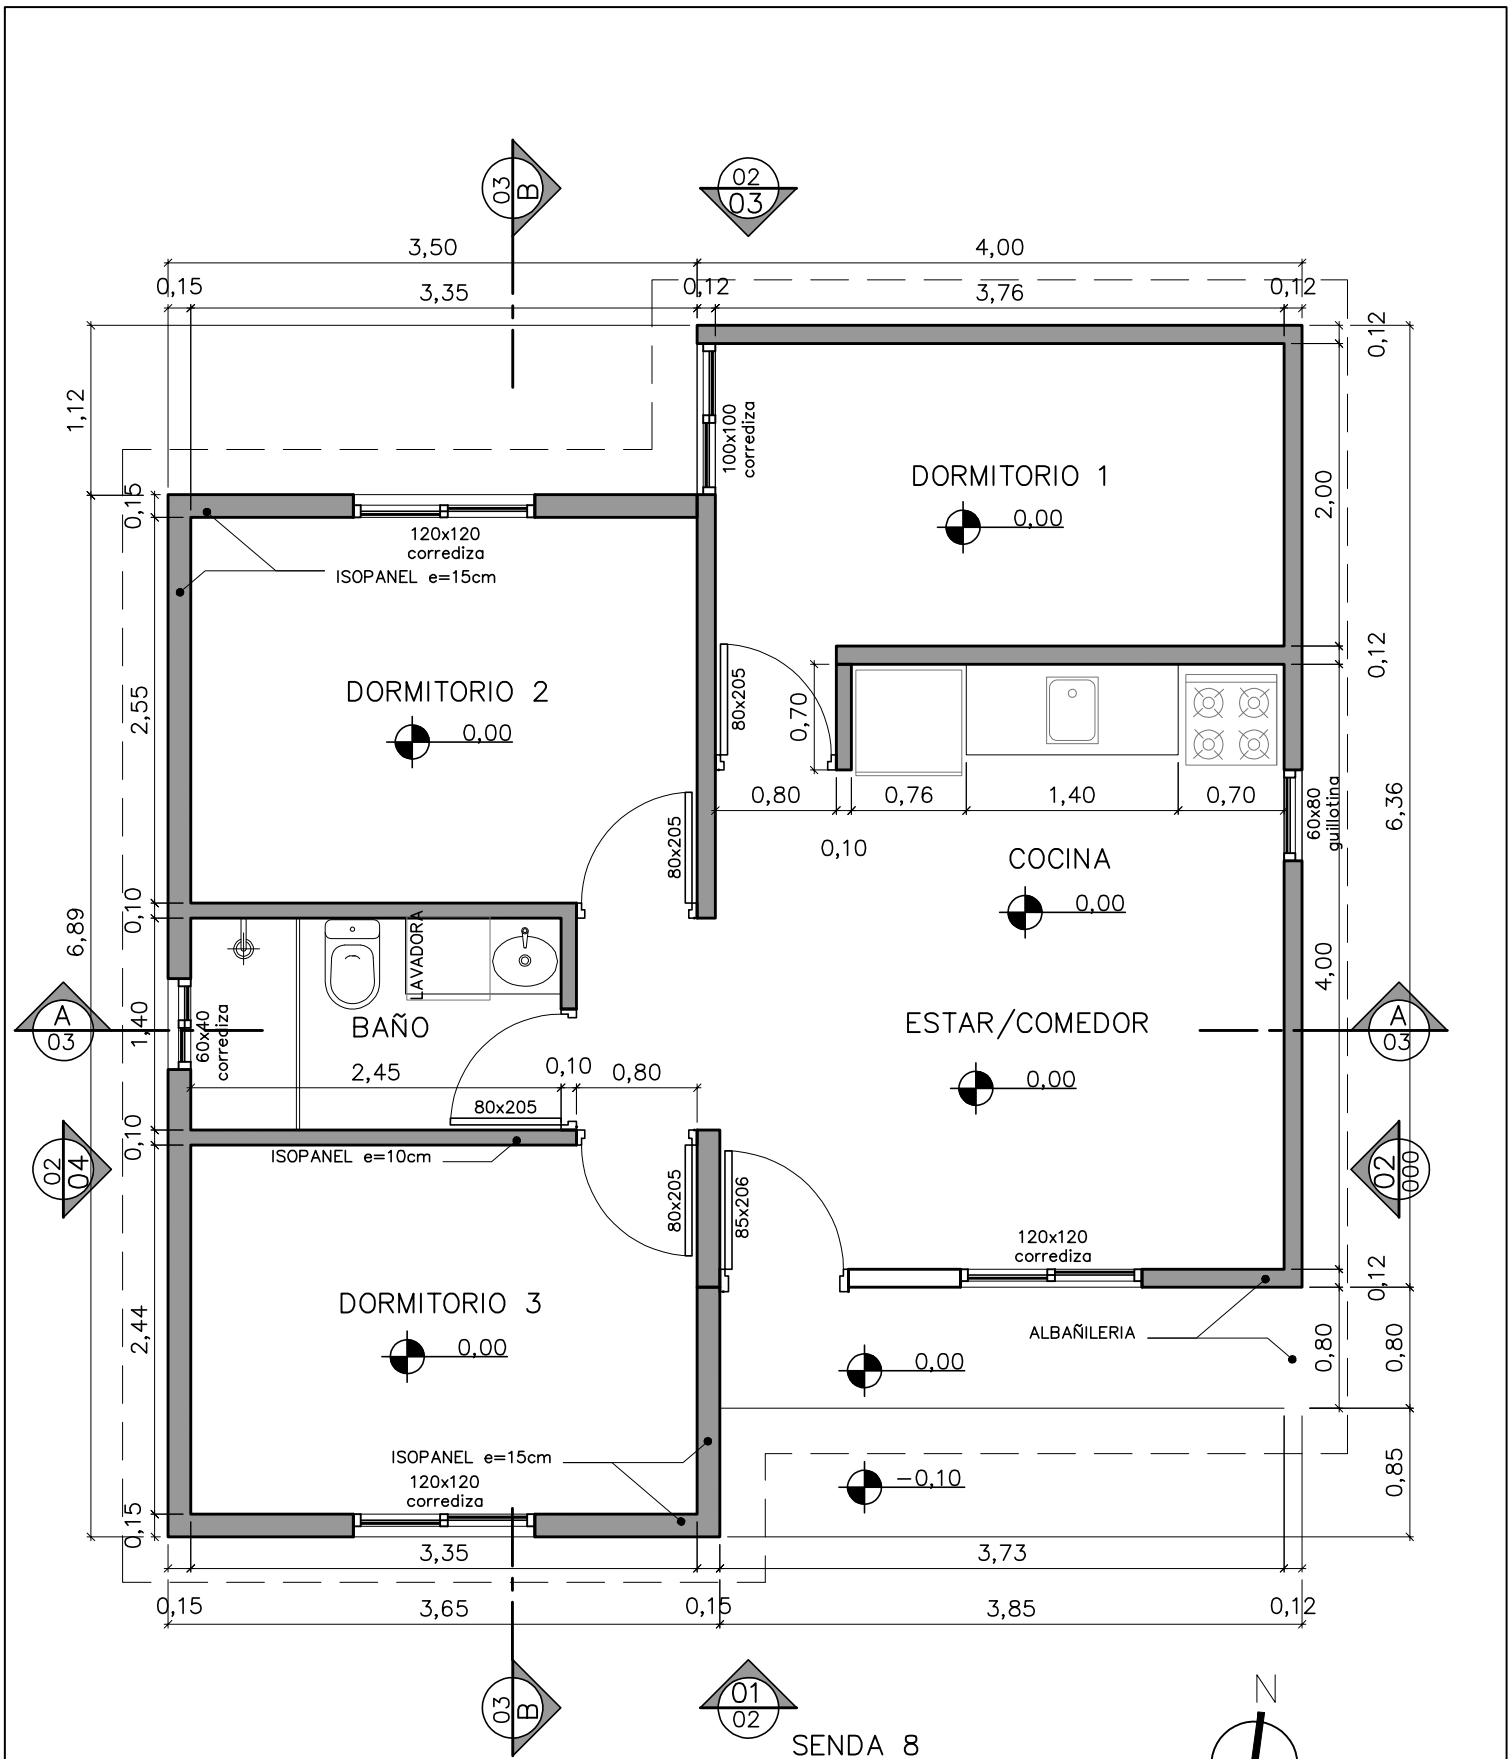 03
B
02
03
3,50
4,00
0,15
3,35
0,12
3,76
0,12
0,12
1,12
100x100
corrediza
DORMITORIO 1
0,00
2,00
0,15
120x120
corrediza
ISOPANEL e=15cm
0,12
DORMITORIO 2
0,00
2,55
80x205
0,70
0,80
0,76
1,40
0,70
0,10
60x80
guillotina
6,36
80x205
COCINA
0,00
0,10
6,89
LAVADORA
4,00
A
03
1,40
60x40
corrediza
BAÑO
ESTAR/COMEDOR
0,00
A
03
2,45
0,10
0,80
80x205
0,10
ISOPANEL e=10cm
02
04
80x205
85x206
02
000
120x120
corrediza
0,12
DORMITORIO 3
0,00
2,44
ALBAÑILERIA
0,80
0,80
0,00
ISOPANEL e=15cm
120x120
corrediza
-0,10
0,85
0,15
3,35
3,73
0,15
3,65
0,15
3,85
0,12
03
B
01
02
SENDA 8
N